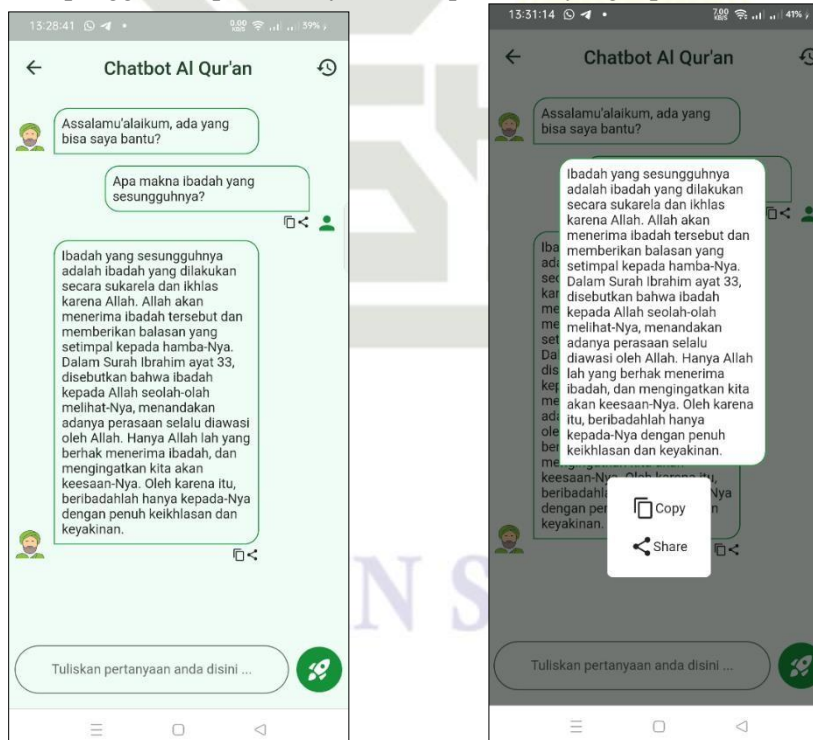 13:28:41
0.00 KB/S
39%
Chatbot Al Qur'an
Assalamu'alaikum, ada yang
bisa saya bantu?
Apa makna ibadah yang
sesungguhnya?
Ibadah yang sesungguhnya
adalah ibadah yang dilakukan
secara sukarela dan ikhlas
karena Allah. Allah akan
menerima ibadah tersebut dan
memberikan balasan yang
setimpal kepada hamba-Nya.
Dalam Surah Ibrahim ayat 33,
disebutkan bahwa ibadah
kepada Allah seolah-olah
melihat-Nya, menandakan
adanya perasaan selalu diawasi
oleh Allah. Hanya Allah lah yang
berhak menerima ibadah, dan
mengingatkan kita akan
keesaan-Nya. Oleh karena itu,
beribadahlah hanya kepada-Nya
dengan penuh keikhlasan dan
keyakinan.
Tuliskan pertanyaan anda disini ...
13:31:14
7.00 KB/S
41%
Chatbot Al Qur'an
Assalamu'alaikum, ada yang
bisa saya bantu?
Ibadah yang sesungguhnya
adalah ibadah yang dilakukan
secara sukarela dan ikhlas
karena Allah. Allah akan
menerima ibadah tersebut dan
memberikan balasan yang
setimpal kepada hamba-Nya.
Dalam Surah Ibrahim ayat 33,
disebutkan bahwa ibadah
kepada Allah seolah-olah
melihat-Nya, menandakan
adanya perasaan selalu
diawasi oleh Allah. Hanya Allah
lah yang berhak menerima
ibadah, dan mengingatkan kita
akan keesaan-Nya. Oleh karena
itu, beribadahlah hanya
kepada-Nya dengan penuh
keikhlasan dan keyakinan.
keyakinan.
Copy
Share
Tuliskan pertanyaan anda disini ...
N S